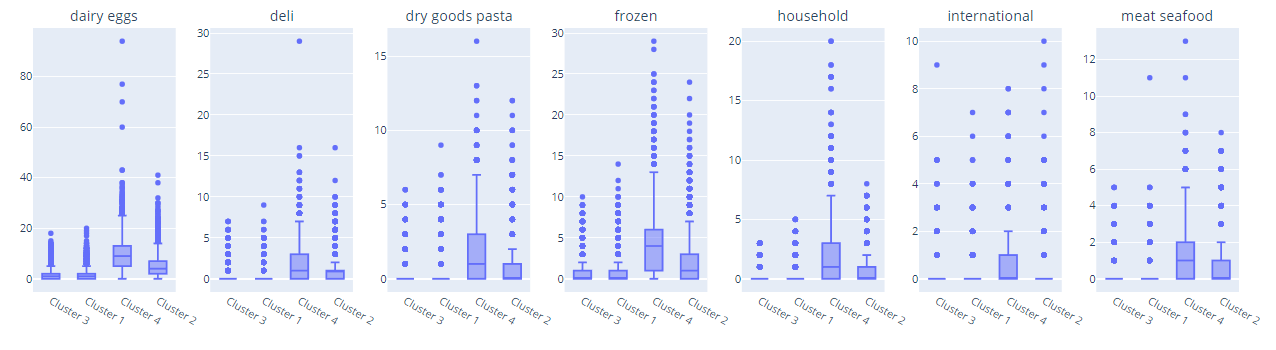 dairy eggs
deli
dry goods pasta
frozen
household
international
meat seafood
80
60
40
20
0
Cluster 3
Cluster 1
Cluster 4
Cluster 2
30
25
20
15
10
5
0
Cluster 3
Cluster 1
Cluster 4
Cluster 2
15
10
5
0
Cluster 3
Cluster 1
Cluster 4
Cluster 2
30
25
20
15
10
5
0
Cluster 3
Cluster 1
Cluster 4
Cluster 2
20
15
10
5
0
Cluster 3
Cluster 1
Cluster 4
Cluster 2
10
8
6
4
2
0
Cluster 3
Cluster 1
Cluster 4
Cluster 2
12
10
8
6
4
2
0
Cluster 3
Cluster 1
Cluster 4
Cluster 2